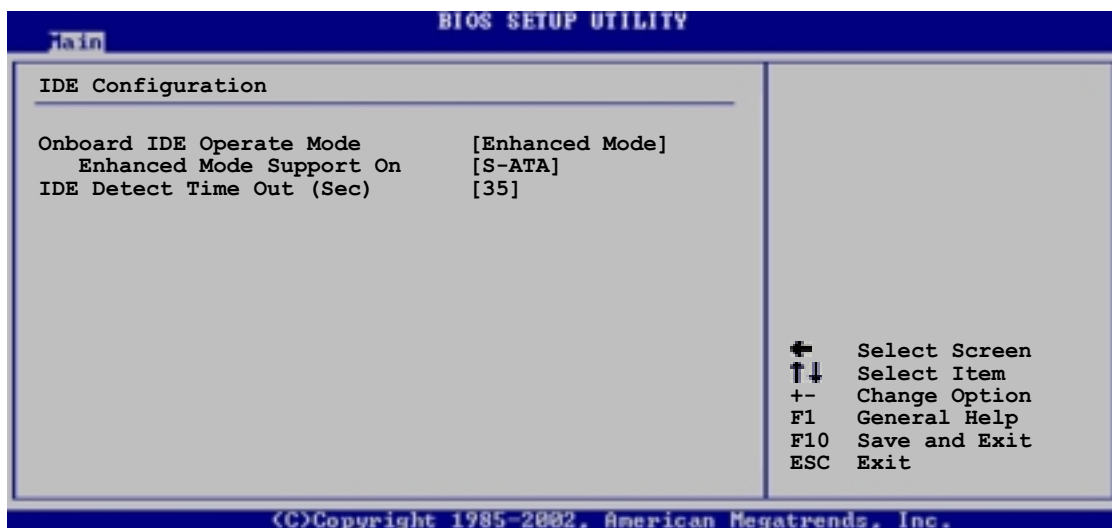 BIOS SETUP UTILITY
Main
IDE Configuration
Onboard IDE Operate Mode [Enhanced Mode]
Enhanced Mode Support On [S-ATA]
IDE Detect Time Out (Sec) [35]
← Select Screen
↑↓ Select Item
+- Change Option
F1 General Help
F10 Save and Exit
ESC Exit
(C)Copyright 1985-2002, American Megatrends, Inc.